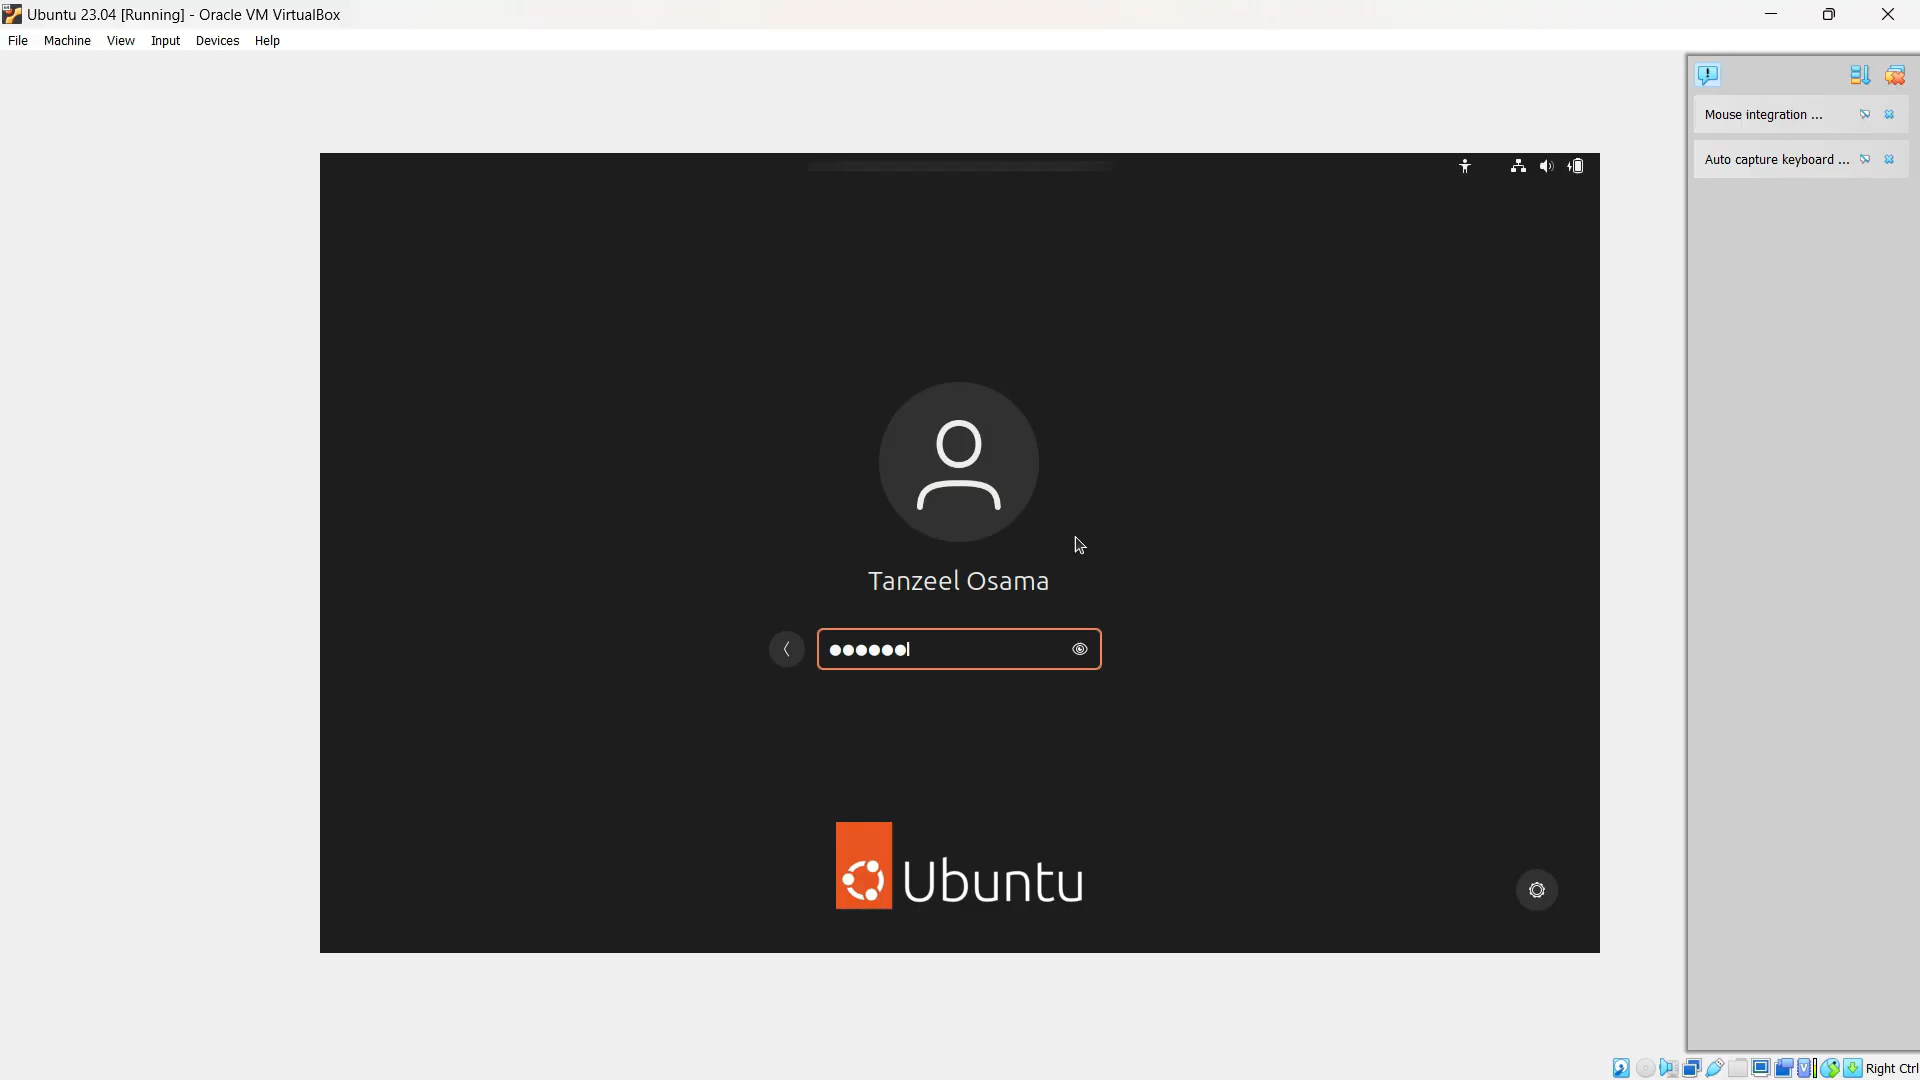 Ubuntu 23.04 [Running] - Oracle VM VirtualBox
File Machine View Input Devices Help
Mouse integration ...
Auto capture keyboard ...
Tanzeel Osama
Ubuntu
Right Ctrl